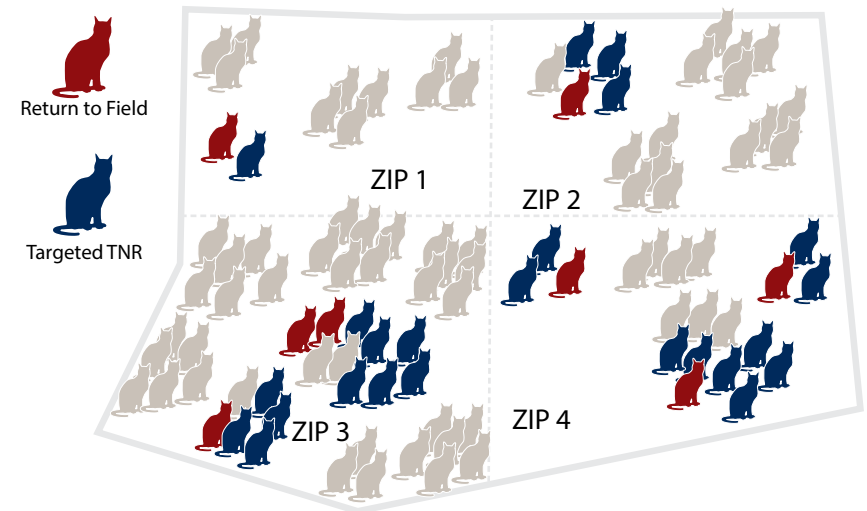 Return to Field
Targeted TNR
ZIP 1
ZIP 2
ZIP 3
ZIP 4